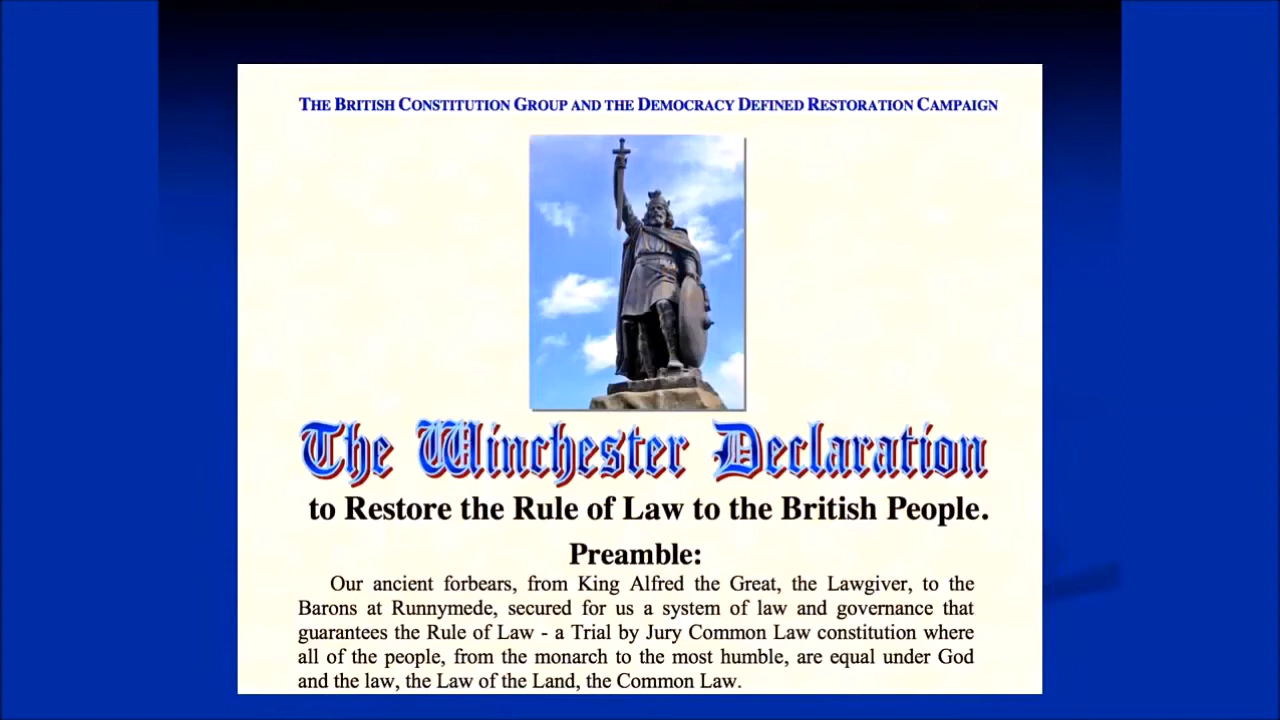 THE BRITISH CONSTITUTION GROUP AND THE DEMOCRACY DEFINED RESTORATION CAMPAIGN
The Winchester Declaration
to Restore the Rule of Law to the British People.
Preamble:
Our ancient forbears, from King Alfred the Great, the Lawgiver, to the
Barons at Runnymede, secured for us a system of law and governance that
guarantees the Rule of Law - a Trial by Jury Common Law constitution where
all of the people, from the monarch to the most humble, are equal under God
and the law, the Law of the Land, the Common Law.